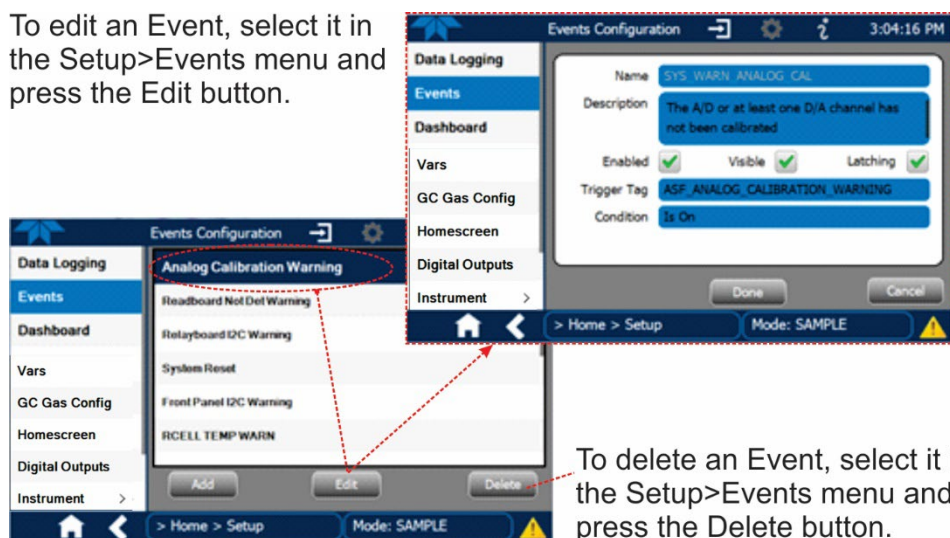 To edit an Event, select it in
the Setup>Events menu and
press the Edit button.
Events Configuration
3:04:16 PM
Data Logging
Events
Dashboard
Vars
GC Gas Config
Homescreen
Digital Outputs
Instrument >
Name SYS_WARN_ANALOG_CAL
Description The A/D or at least one D/A channel has
not been calibrated
Enabled Visible Latching
Trigger Tag ASF_ANALOG_CALIBRATION_WARNING
Condition Is On
Done Cancel
> Home > Setup Mode: SAMPLE
Events Configuration
Data Logging
Events
Dashboard
Vars
GC Gas Config
Homescreen
Digital Outputs
Instrument >
Analog Calibration Warning
Readboard Not Det Warning
Relayboard I2C Warning
System Reset
Front Panel I2C Warning
RCELL TEMP WARN
Add Edit Delete
> Home > Setup Mode: SAMPLE
To delete an Event, select it
the Setup>Events menu and
press the Delete button.